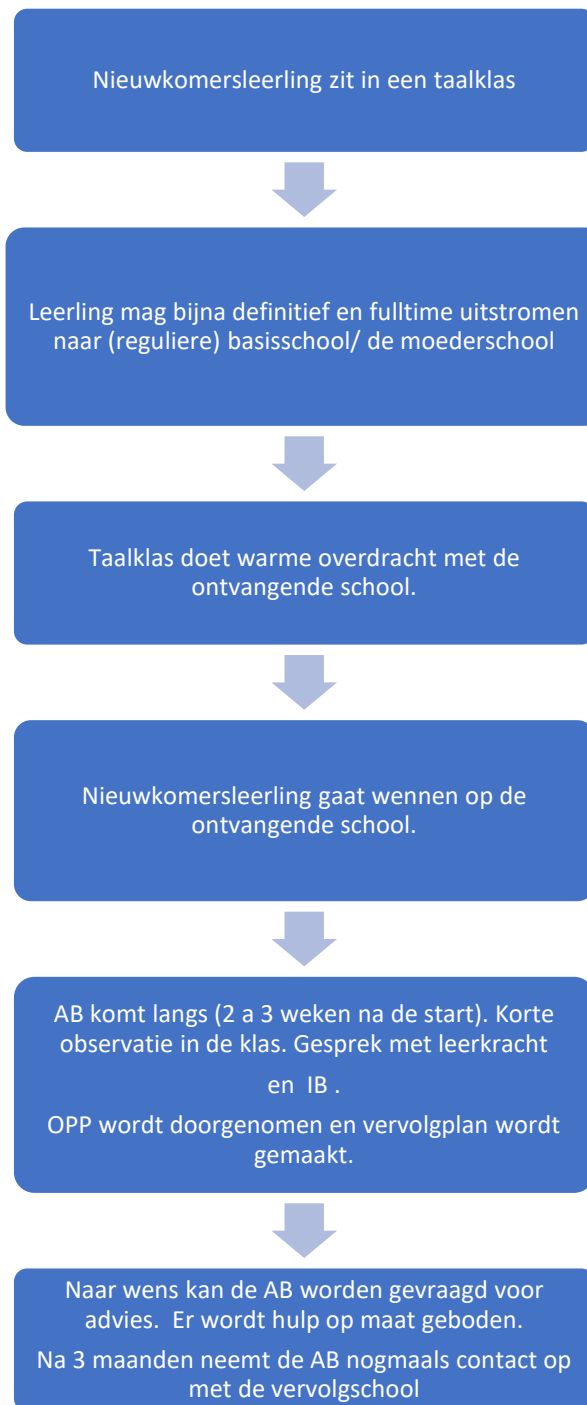 Nieuwkomersleerling zit in een taalklas
Leerling mag bijna definitief en fulltime uitstromen
naar (reguliere) basisschool/ de moederschool
Taalklas doet warme overdracht met de
ontvangende school.
Nieuwkomersleerling gaat wennen op de
ontvangende school.
AB komt langs (2 a 3 weken na de start). Korte
observatie in de klas. Gesprek met leerkracht
en  IB .
OPP wordt doorgenomen en vervolgplan wordt
gemaakt.
Naar wens kan de AB worden gevraagd voor
advies.  Er wordt hulp op maat geboden.
Na 3 maanden neemt de AB nogmaals contact op
met de vervolgschool